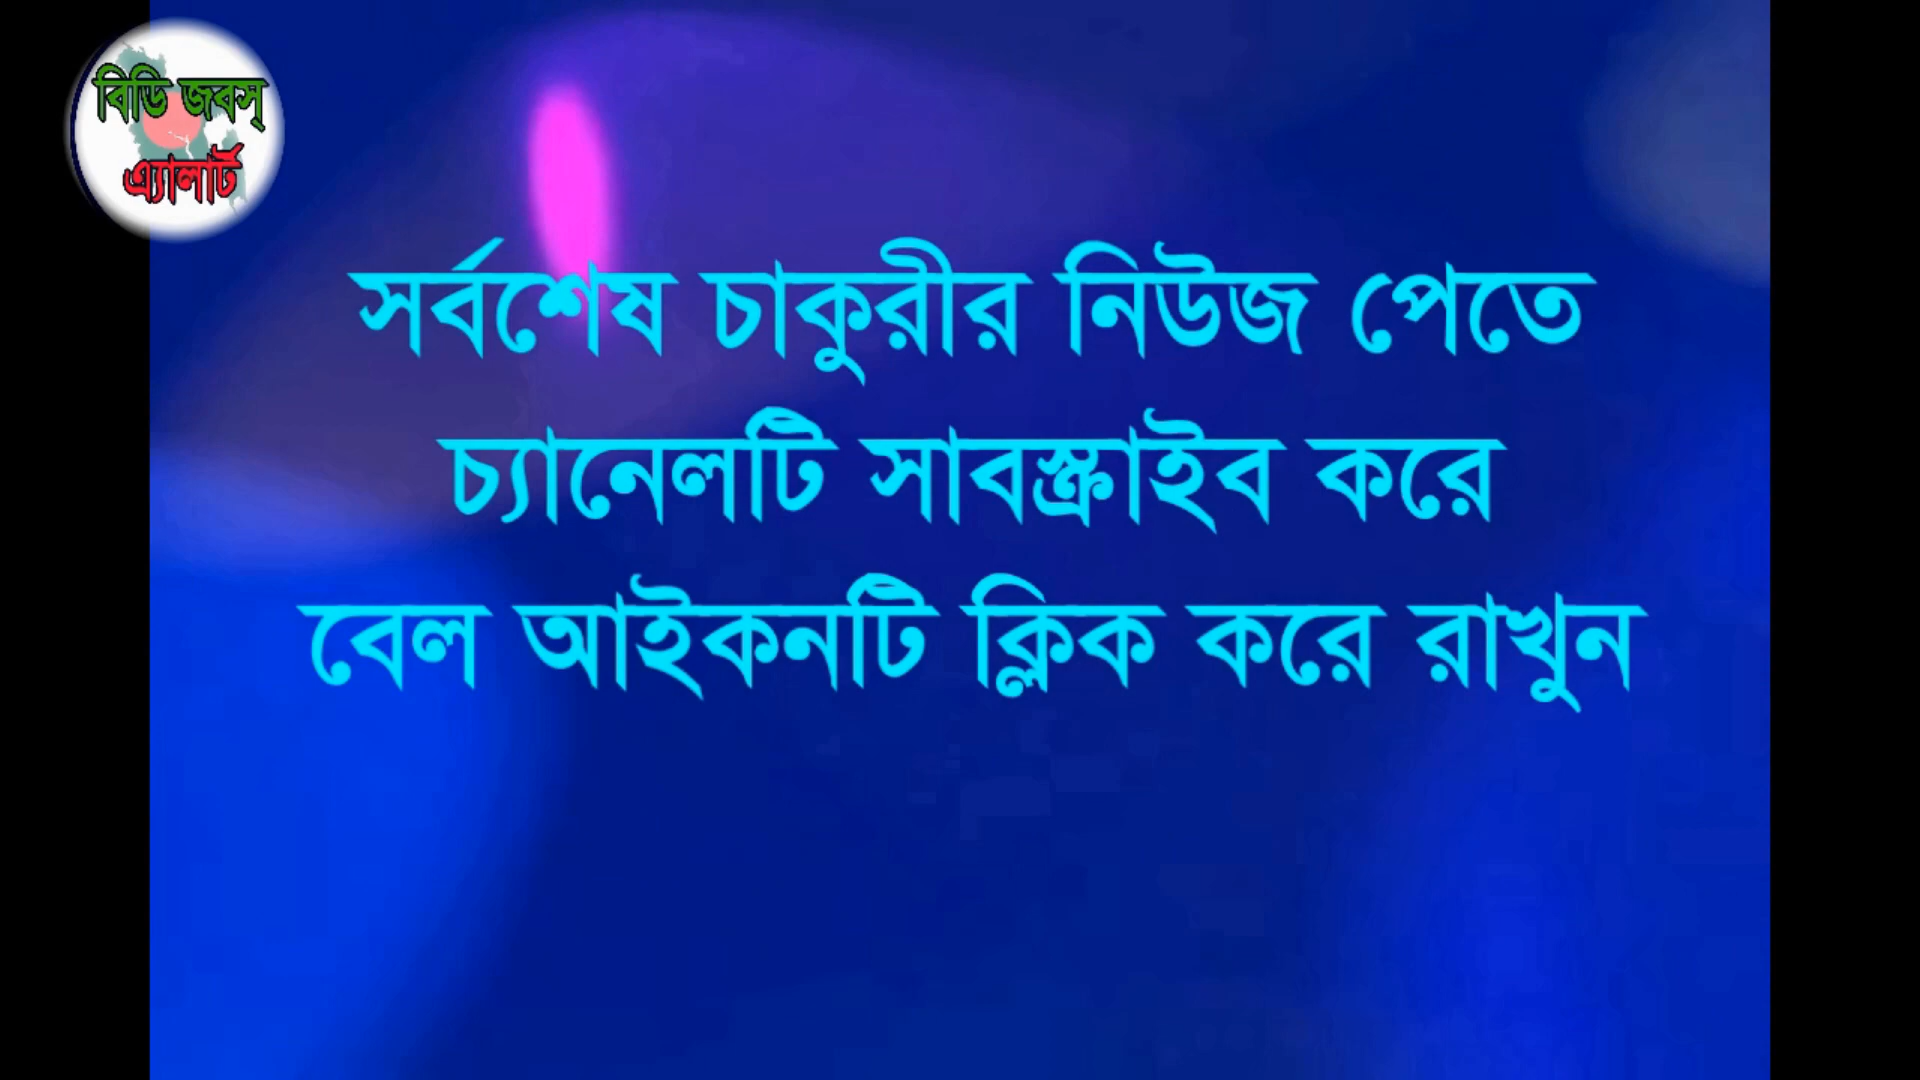 বিডি জবস্
এ্যালার্ট
সর্বশেষ চাকুরীর নিউজ পেতে
চ্যানেলটি সাবস্ক্রাইব করে
বেল আইকনটি ক্লিক করে রাখুন